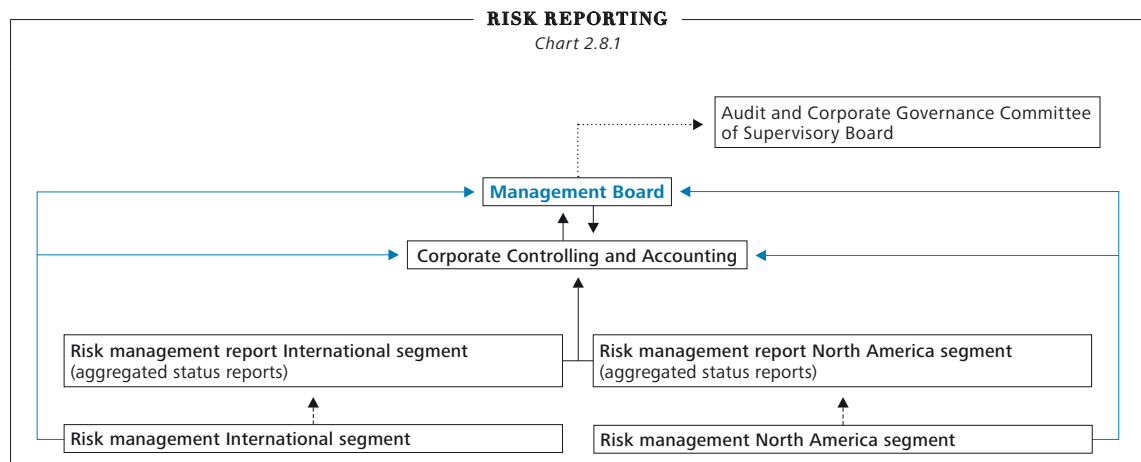 RISK REPORTING
Chart 2.8.1
Audit and Corporate Governance Committee
of Supervisory Board
Management Board
Corporate Controlling and Accounting
Risk management report International segment
(aggregated status reports)
Risk management report North America segment
(aggregated status reports)
Risk management International segment
Risk management North America segment